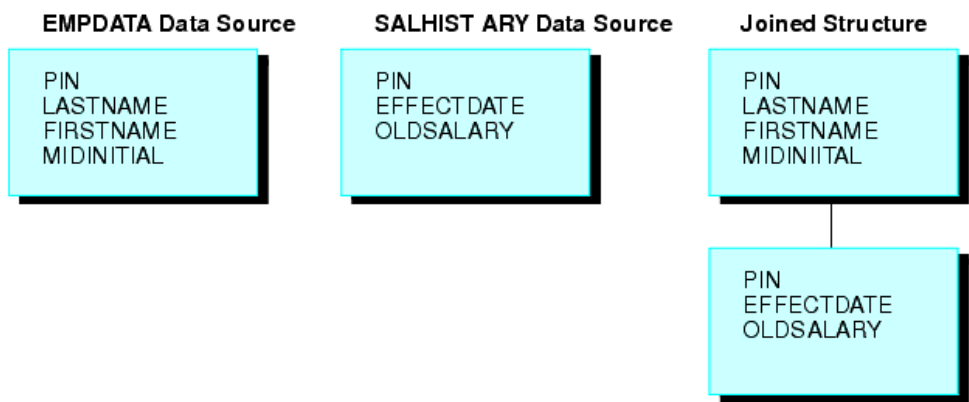 EMPDATA Data Source
PIN
LASTNAME
FIRSTNAME
MIDINITIAL
SALHIST ARY Data Source
PIN
EFFECTDATE
OLDSALARY
Joined Structure
PIN
LASTNAME
FIRSTNAME
MIDINIITAL
PIN
EFFECTDATE
OLDSALARY